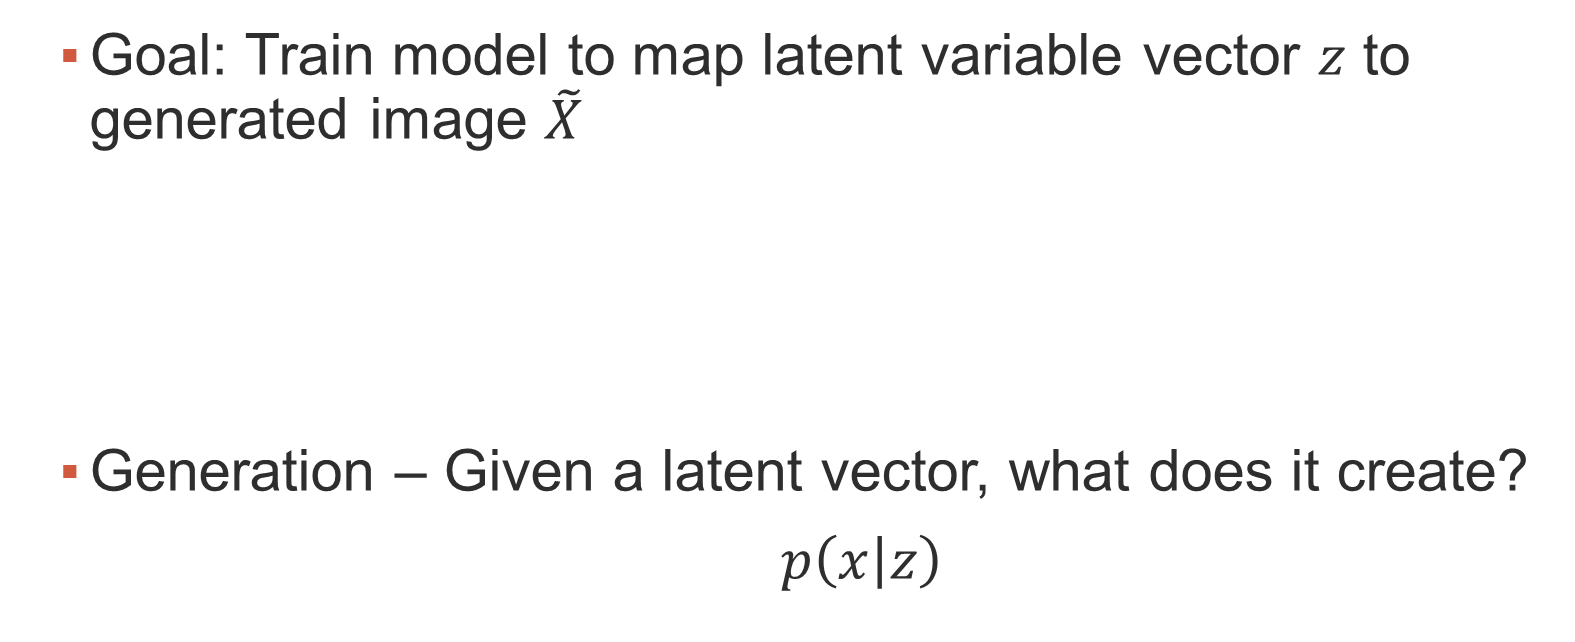 ▪ Goal: Train model to map latent variable vector z to
generated image X̃
▪ Generation – Given a latent vector, what does it create?
p(x|z)